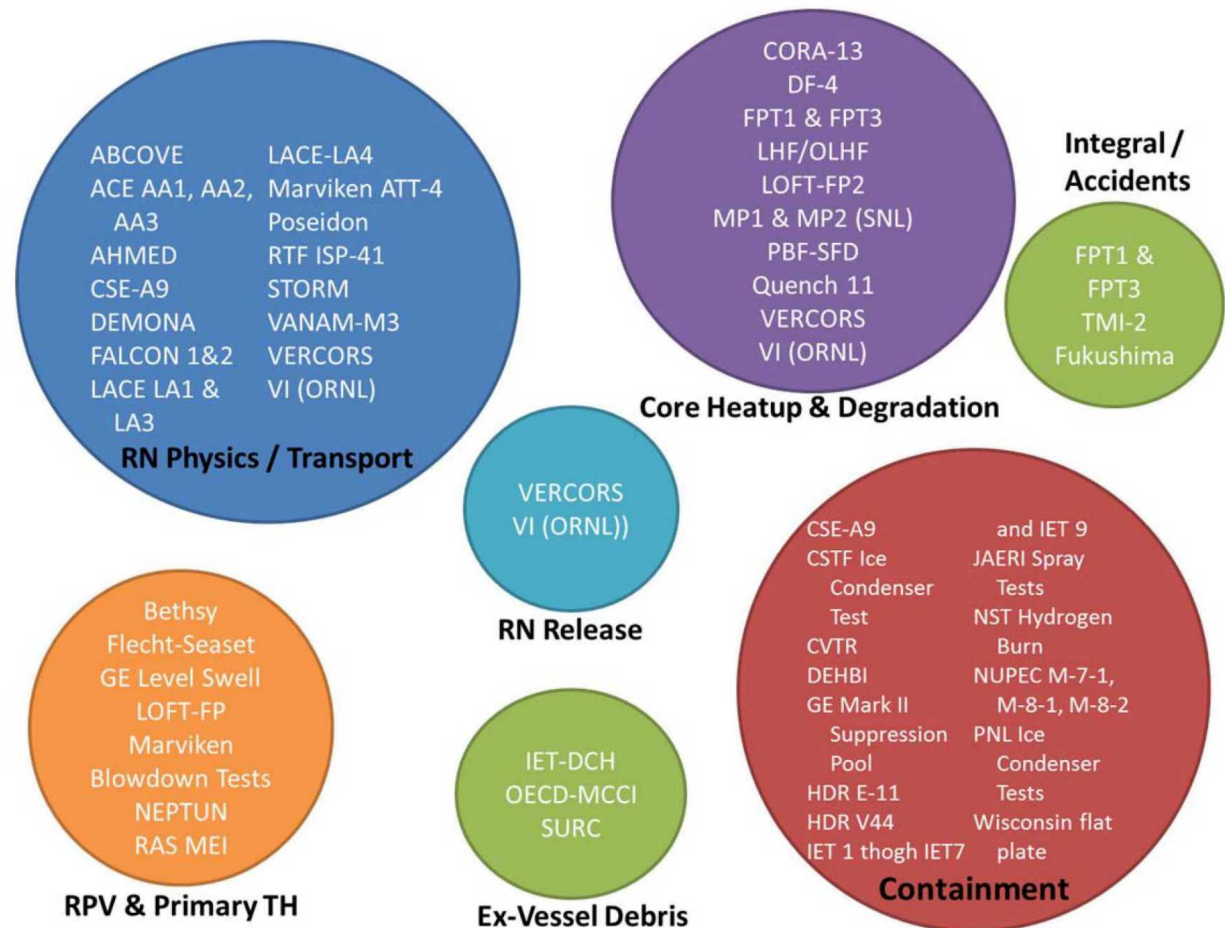 ABCOVE
ACE AA1, AA2,
AA3
AHMED
CSE-A9
DEMONA
FALCON 1&2
LACE LA1 &
LA3
LACE-LA4
Marviken ATT-4
Poseidon
RTF ISP-41
STORM
VANAM-M3
VERCORS
VI (ORNL)
RN Physics / Transport
CORA-13
DF-4
FPT1 & FPT3
LHF/OLHF
LOFT-FP2
MP1 & MP2 (SNL)
PBF-SFD
Quench 11
VERCORS
VI (ORNL)
Core Heatup & Degradation
Integral /
Accidents
FPT1 &
FPT3
TMI-2
Fukushima
VERCORS
VI (ORNL))
RN Release
Bethsy
Flecht-Seaset
GE Level Swell
LOFT-FP
Marviken
Blowdown Tests
NEPTUN
RAS MEI
RPV & Primary TH
IET-DCH
OECD-MCCI
SURC
Ex-Vessel Debris
CSE-A9
CSTF Ice
Condenser
Test
CVTR
DEHBI
GE Mark II
Suppression
Pool
HDR E-11
HDR V44
IET 1 thogh IET7
and IET 9
JAERI Spray
Tests
NST Hydrogen
Burn
NUPEC M-7-1,
M-8-1, M-8-2
PNL Ice
Condenser
Tests
Wisconsin flat
plate
Containment